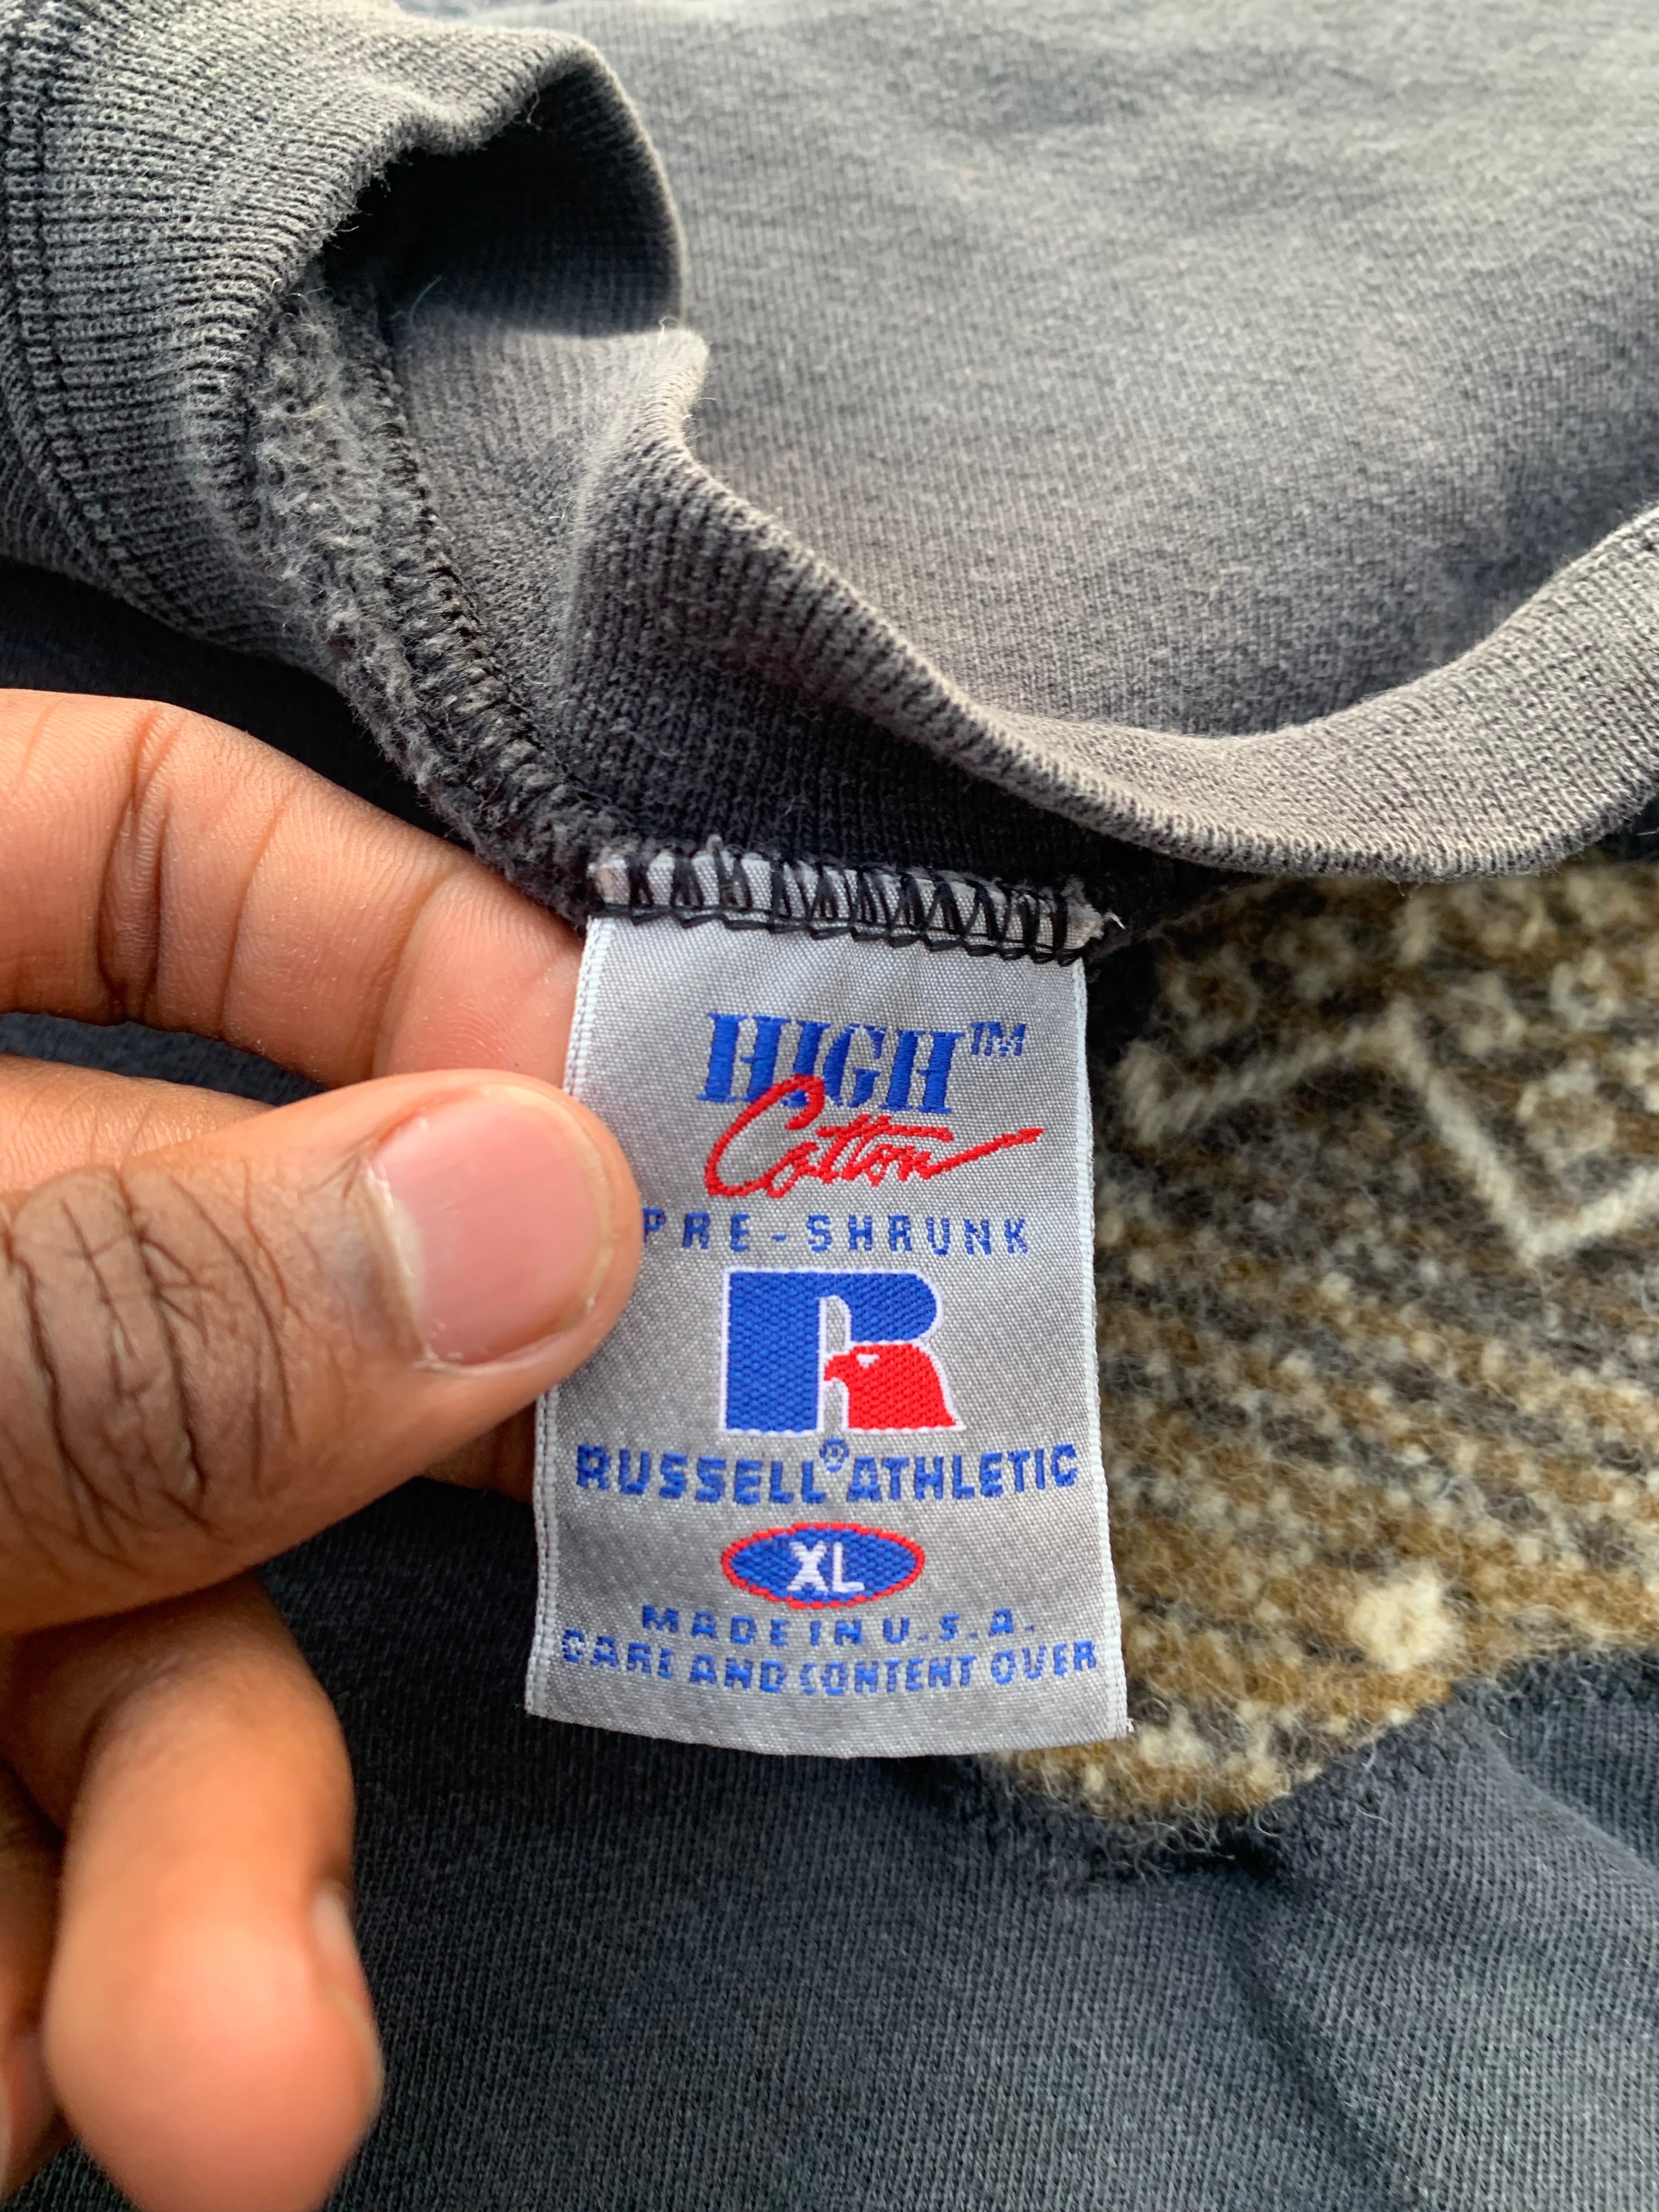 HIGH™
Cotton
PRE-SHRUNK
R
RUSSELL® ATHLETIC
XL
MADE IN U.S.A.
CARE AND CONTENT OVER